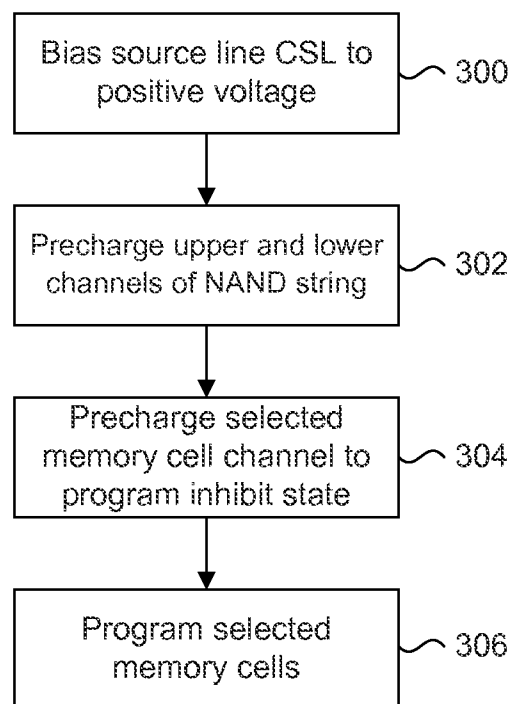 Bias source line CSL to
positive voltage
300
Precharge upper and lower
channels of NAND string
302
Precharge selected
memory cell channel to
program inhibit state
304
Program selected
memory cells
306